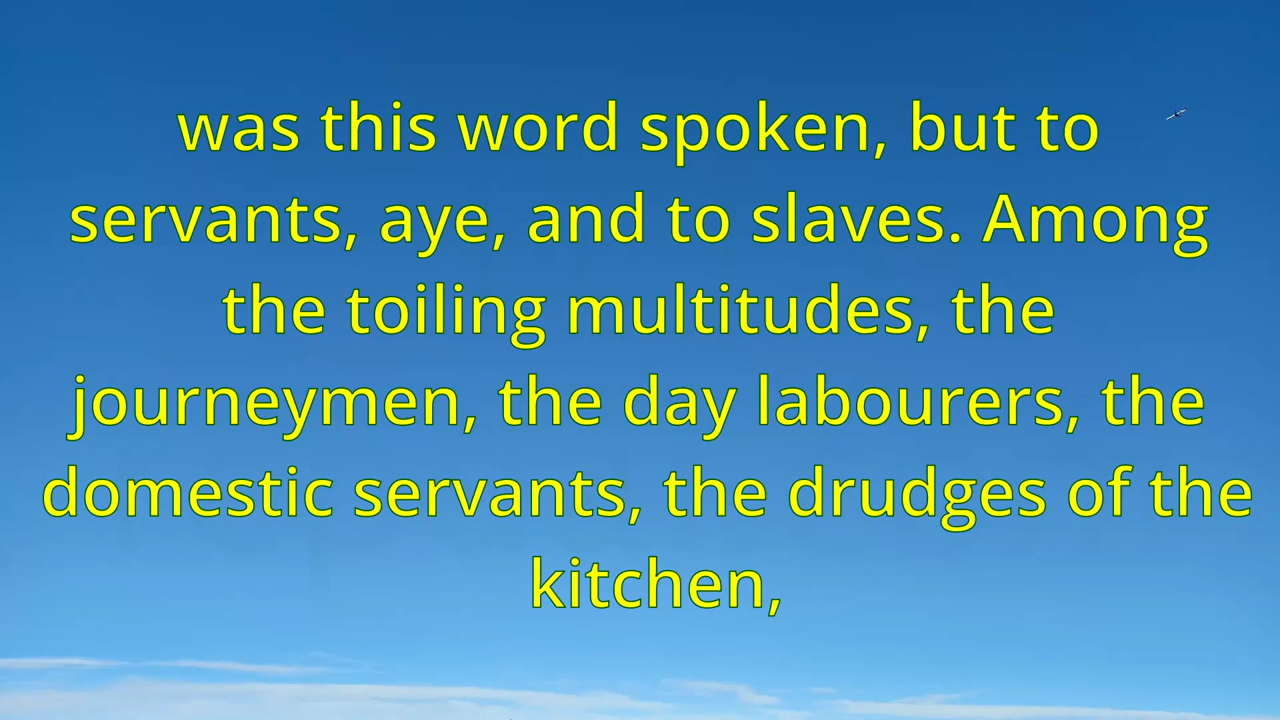 was this word spoken, but to
servants, aye, and to slaves. Among
the toiling multitudes, the
journeymen, the day labourers, the
domestic servants, the drudges of the
kitchen,